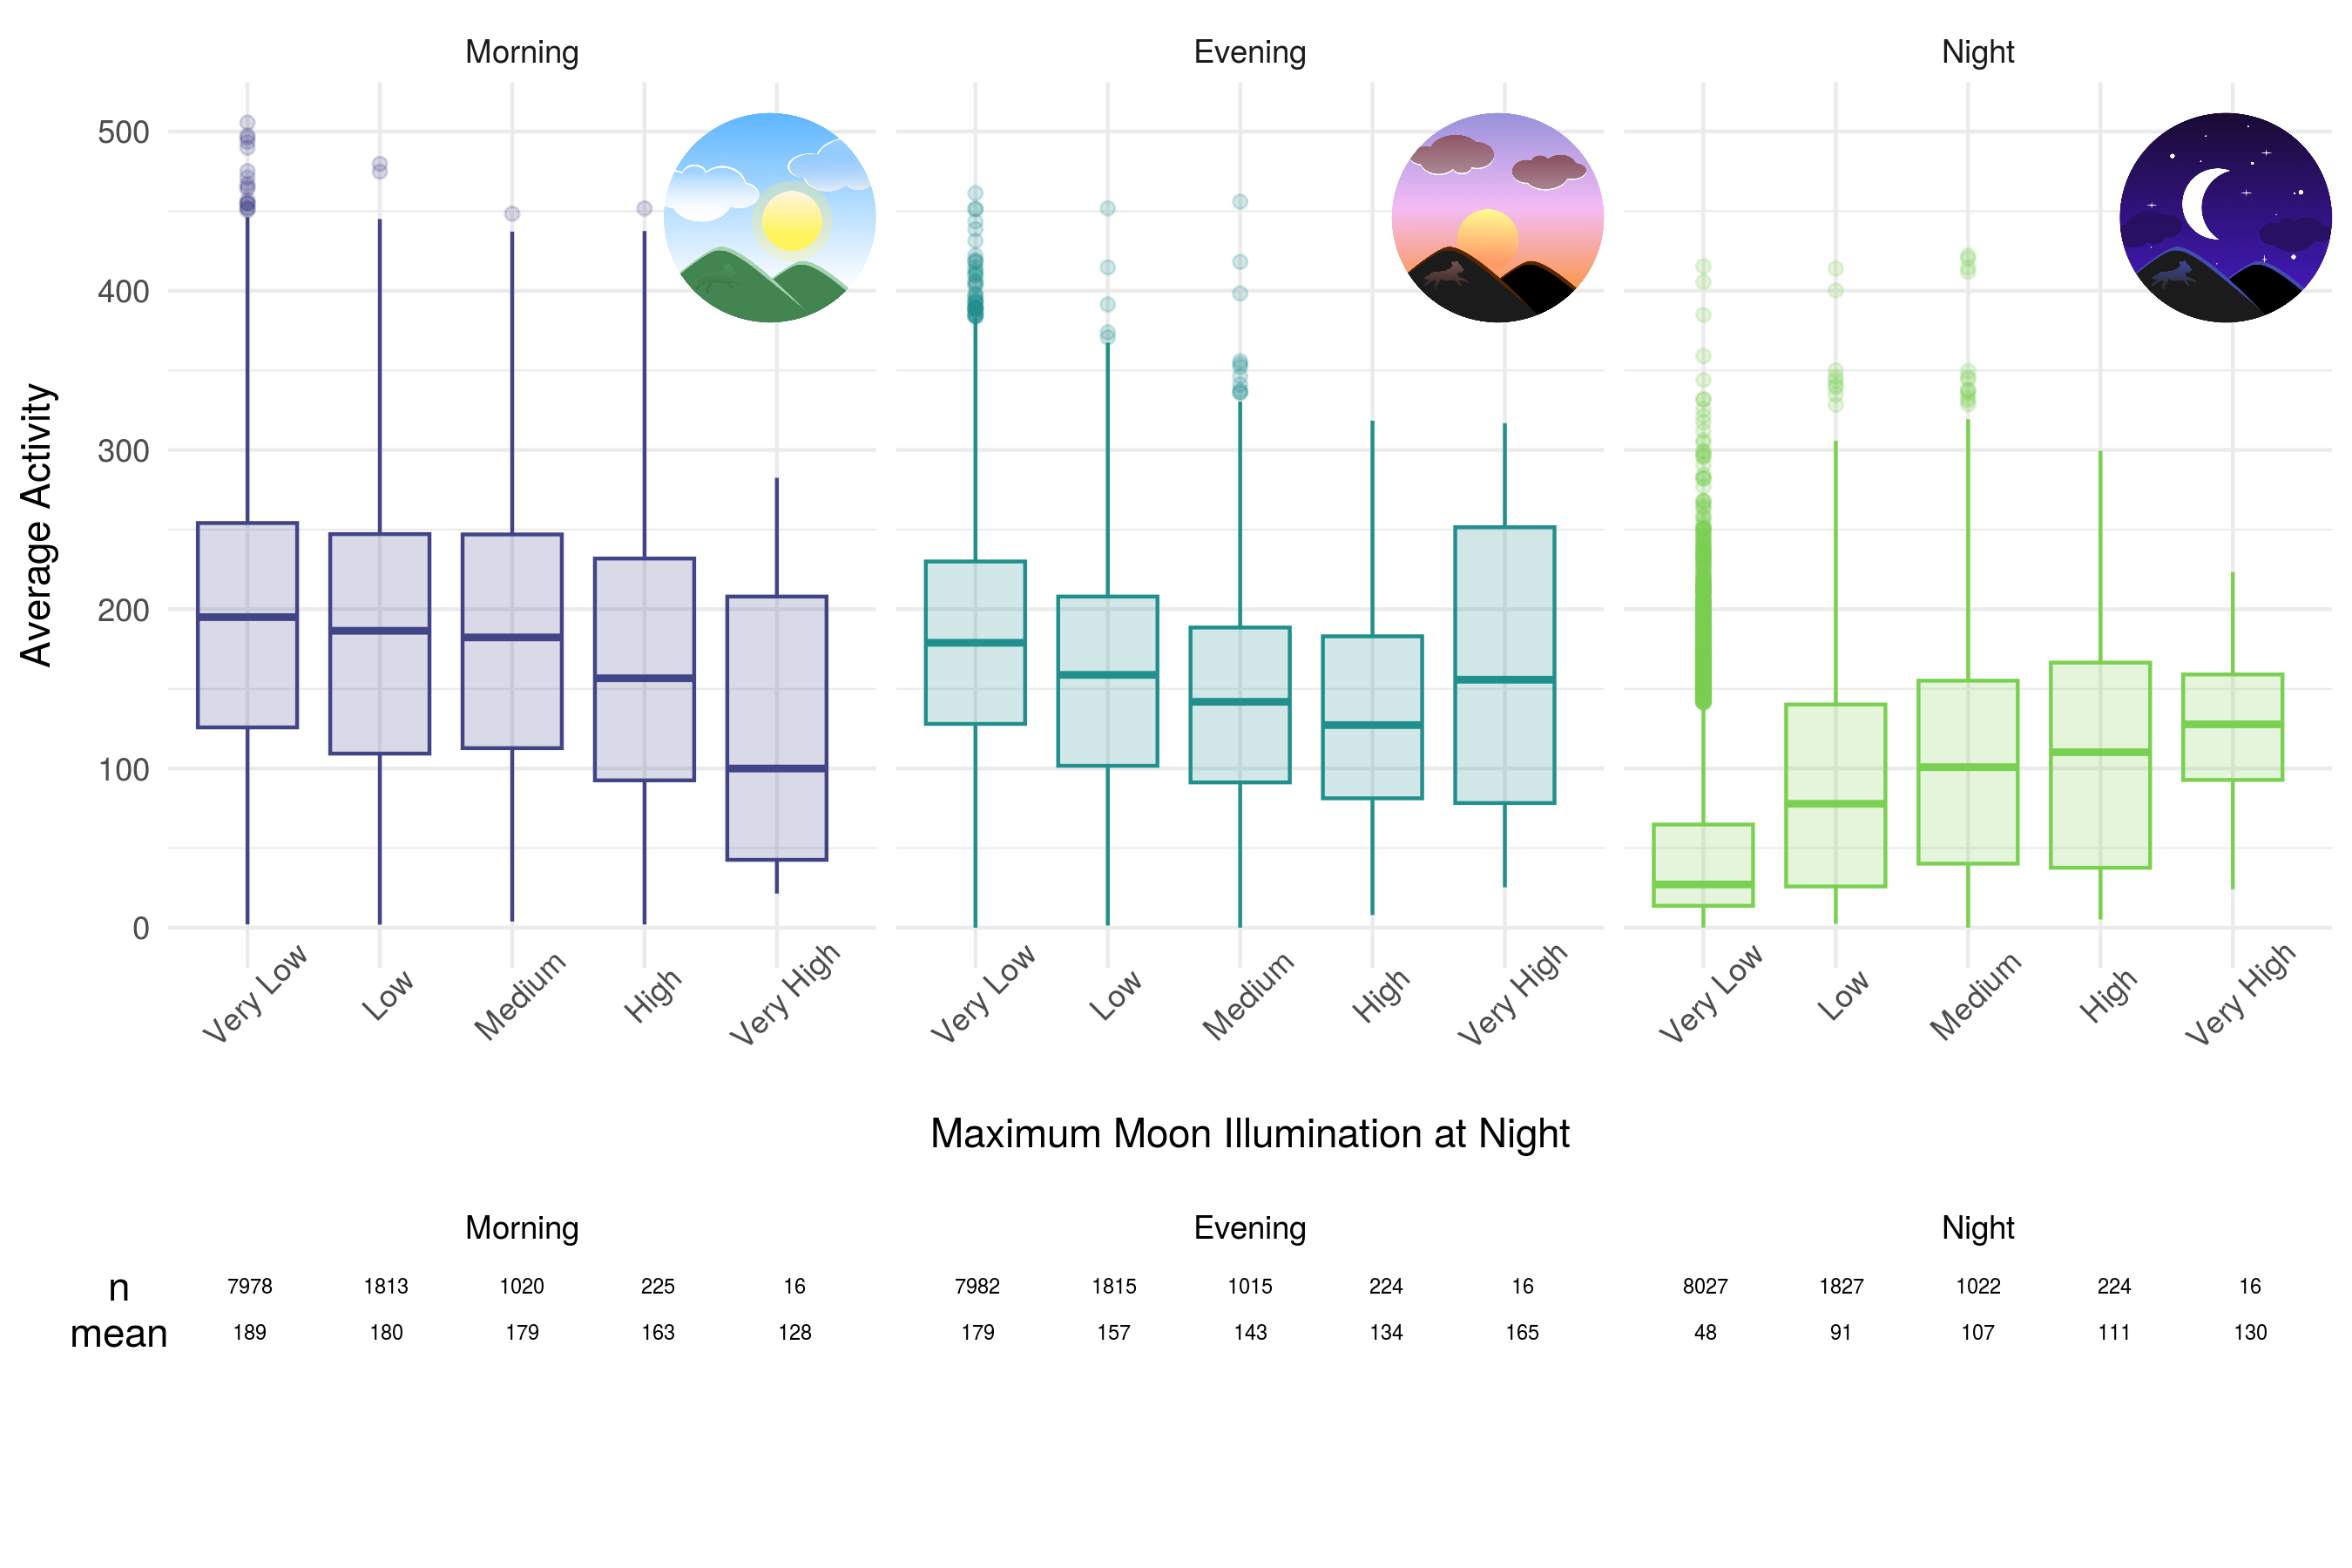 Morning Evening Night
500
400
300
200
100
0
Average Activity
Very Low Low Medium High Very High Very Low Low Medium High Very High Very Low Low Medium High Very High
Maximum Moon Illumination at Night
Morning Evening Night
n 7978 1813 1020 225 16 7982 1815 1015 224 16 8027 1827 1022 224 16
mean 189 180 179 163 128 179 157 143 134 165 48 91 107 111 130